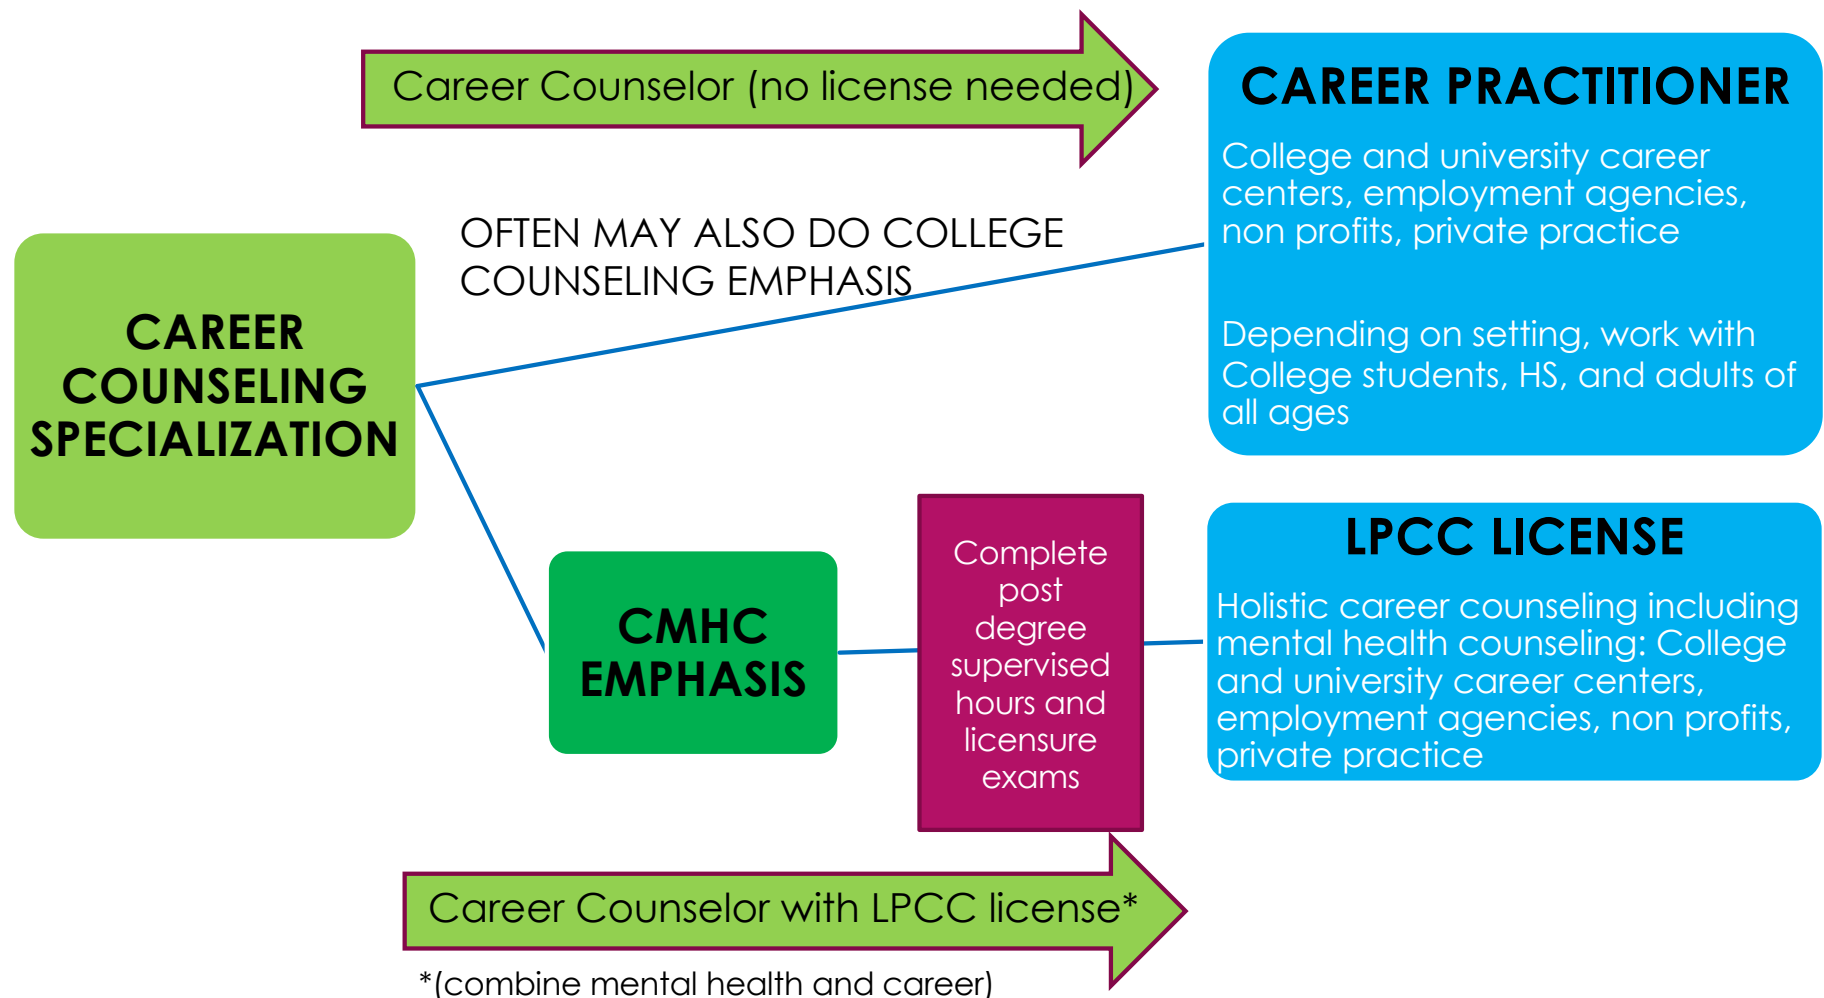 Career Counselor (no license needed)
CAREER PRACTITIONER
College and university career
centers, employment agencies,
non profits, private practice
Depending on setting, work with
College students, HS, and adults of
all ages
OFTEN MAY ALSO DO COLLEGE
COUNSELING EMPHASIS
CAREER
COUNSELING
SPECIALIZATION
CMHC
EMPHASIS
Complete
post
degree
supervised
hours and
licensure
exams
LPCC LICENSE
Holistic career counseling including
mental health counseling: College
and university career centers,
employment agencies, non profits,
private practice
Career Counselor with LPCC license*
*(combine mental health and career)